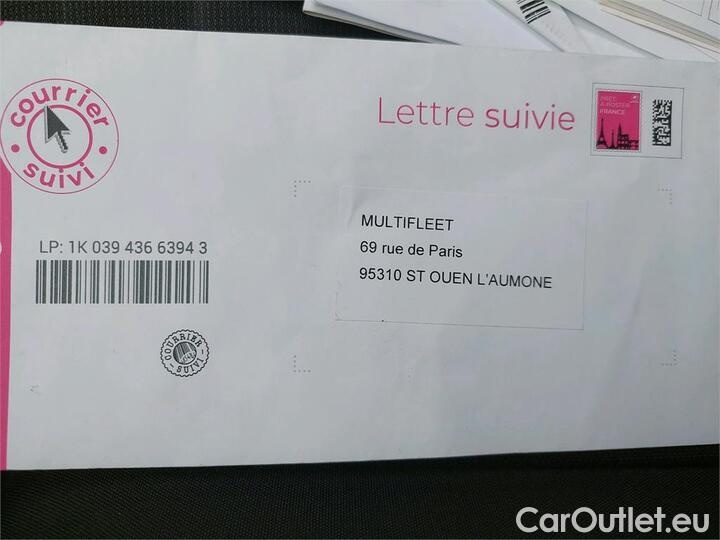 courrier
suivi
Lettre suivie
PRÊT
À POSTER
FRANCE
MULTIFLEET
69 rue de Paris
95310 ST OUEN L'AUMONE
LP: 1K 039 436 6394 3
COURRIER
SUIVI
CarOutlet.eu